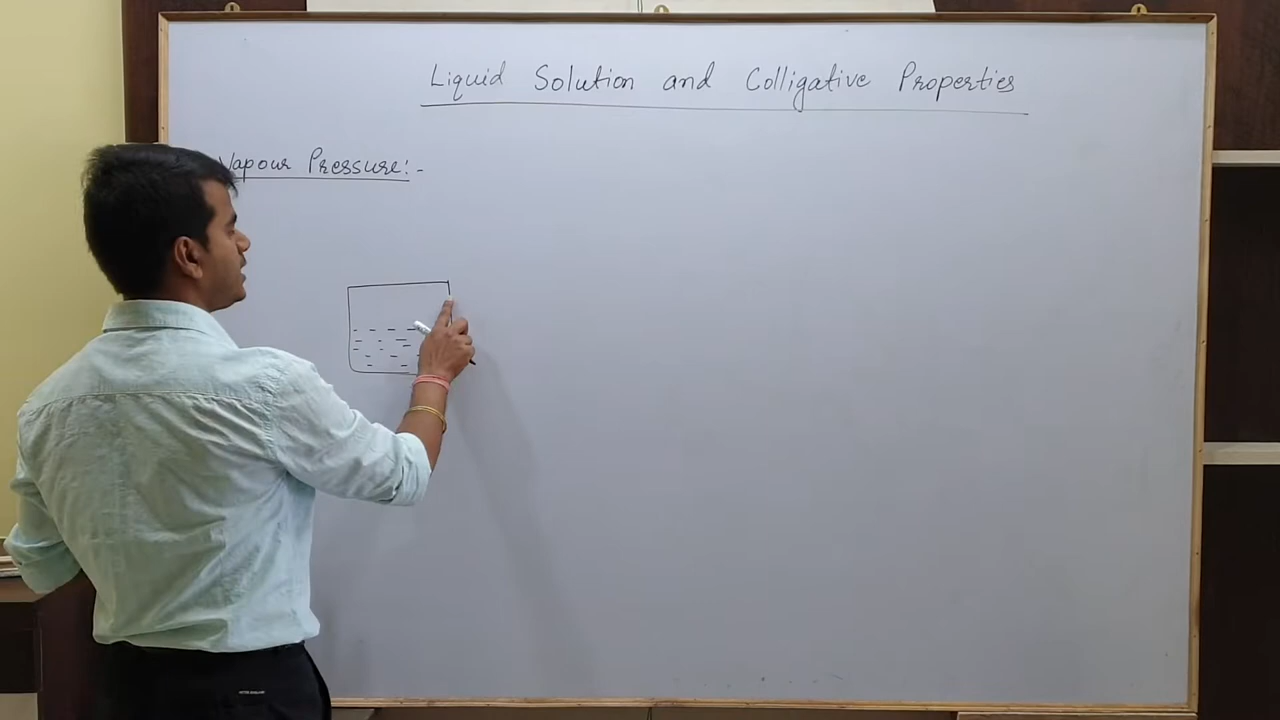 Liquid Solution and Colligative Properties
Vapour Pressure:-